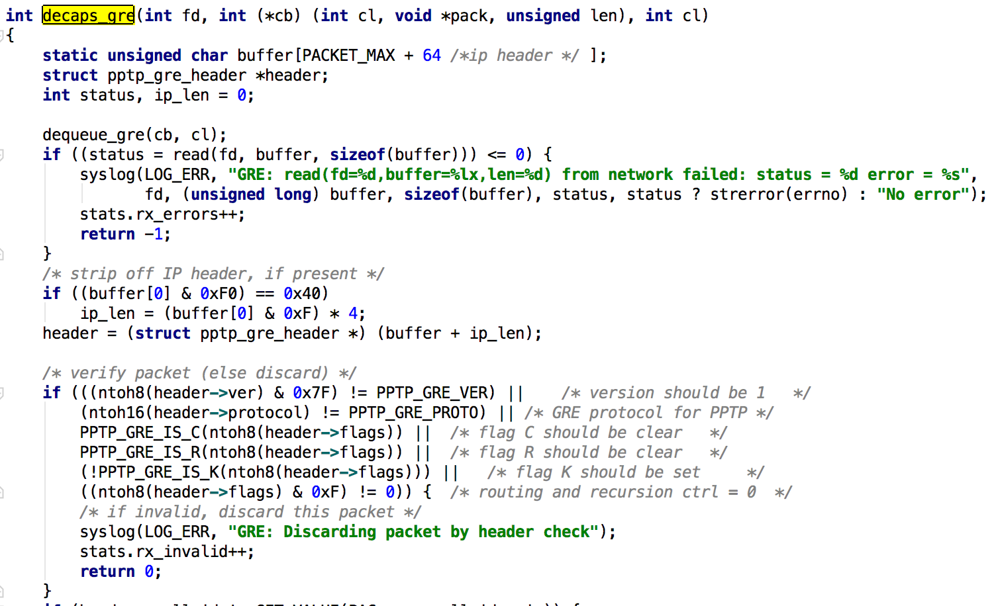 int decaps_gre(int fd, int (*cb) (int cl, void *pack, unsigned len), int cl)
{
    static unsigned char buffer[PACKET_MAX + 64 /*ip header */ ];
    struct pptp_gre_header *header;
    int status, ip_len = 0;

    dequeue_gre(cb, cl);
    if ((status = read(fd, buffer, sizeof(buffer))) <= 0) {
        syslog(LOG_ERR, "GRE: read(fd=%d,buffer=%lx,len=%d) from network failed: status = %d error = %s",
               fd, (unsigned long) buffer, sizeof(buffer), status, status ? strerror(errno) : "No error");
        stats.rx_errors++;
        return -1;
    }
    /* strip off IP header, if present */
    if ((buffer[0] & 0xF0) == 0x40)
        ip_len = (buffer[0] & 0xF) * 4;
    header = (struct pptp_gre_header *) (buffer + ip_len);

    /* verify packet (else discard) */
    if (((ntoh8(header->ver) & 0x7F) != PPTP_GRE_VER) ||    /* version should be 1   */
        (ntoh16(header->protocol) != PPTP_GRE_PROTO) || /* GRE protocol for PPTP */
        PPTP_GRE_IS_C(ntoh8(header->flags)) ||  /* flag C should be clear   */
        PPTP_GRE_IS_R(ntoh8(header->flags)) ||  /* flag R should be clear   */
        (!PPTP_GRE_IS_K(ntoh8(header->flags))) ||   /* flag K should be set     */
        ((ntoh8(header->flags) & 0xF) != 0)) {  /* routing and recursion ctrl = 0  */
        /* if invalid, discard this packet */
        syslog(LOG_ERR, "GRE: Discarding packet by header check");
        stats.rx_invalid++;
        return 0;
    }